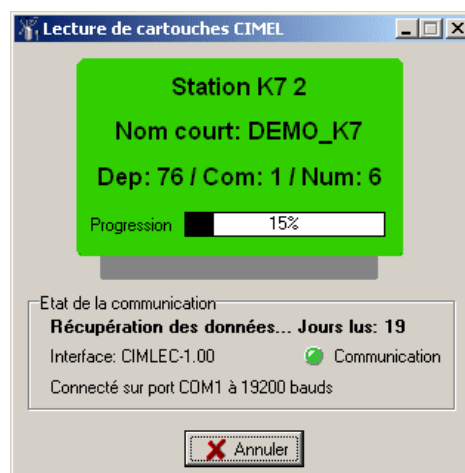 Lecture de cartouches CIMEL
Station K7 2
Nom court: DEMO_K7
Dep: 76 / Com: 1 / Num: 6
Progression 15%
Etat de la communication
Récupération des données... Jours lus: 19
Interface: CIMLEC-1.00 Communication
Connecté sur port COM1 à 19200 bauds
Annuler